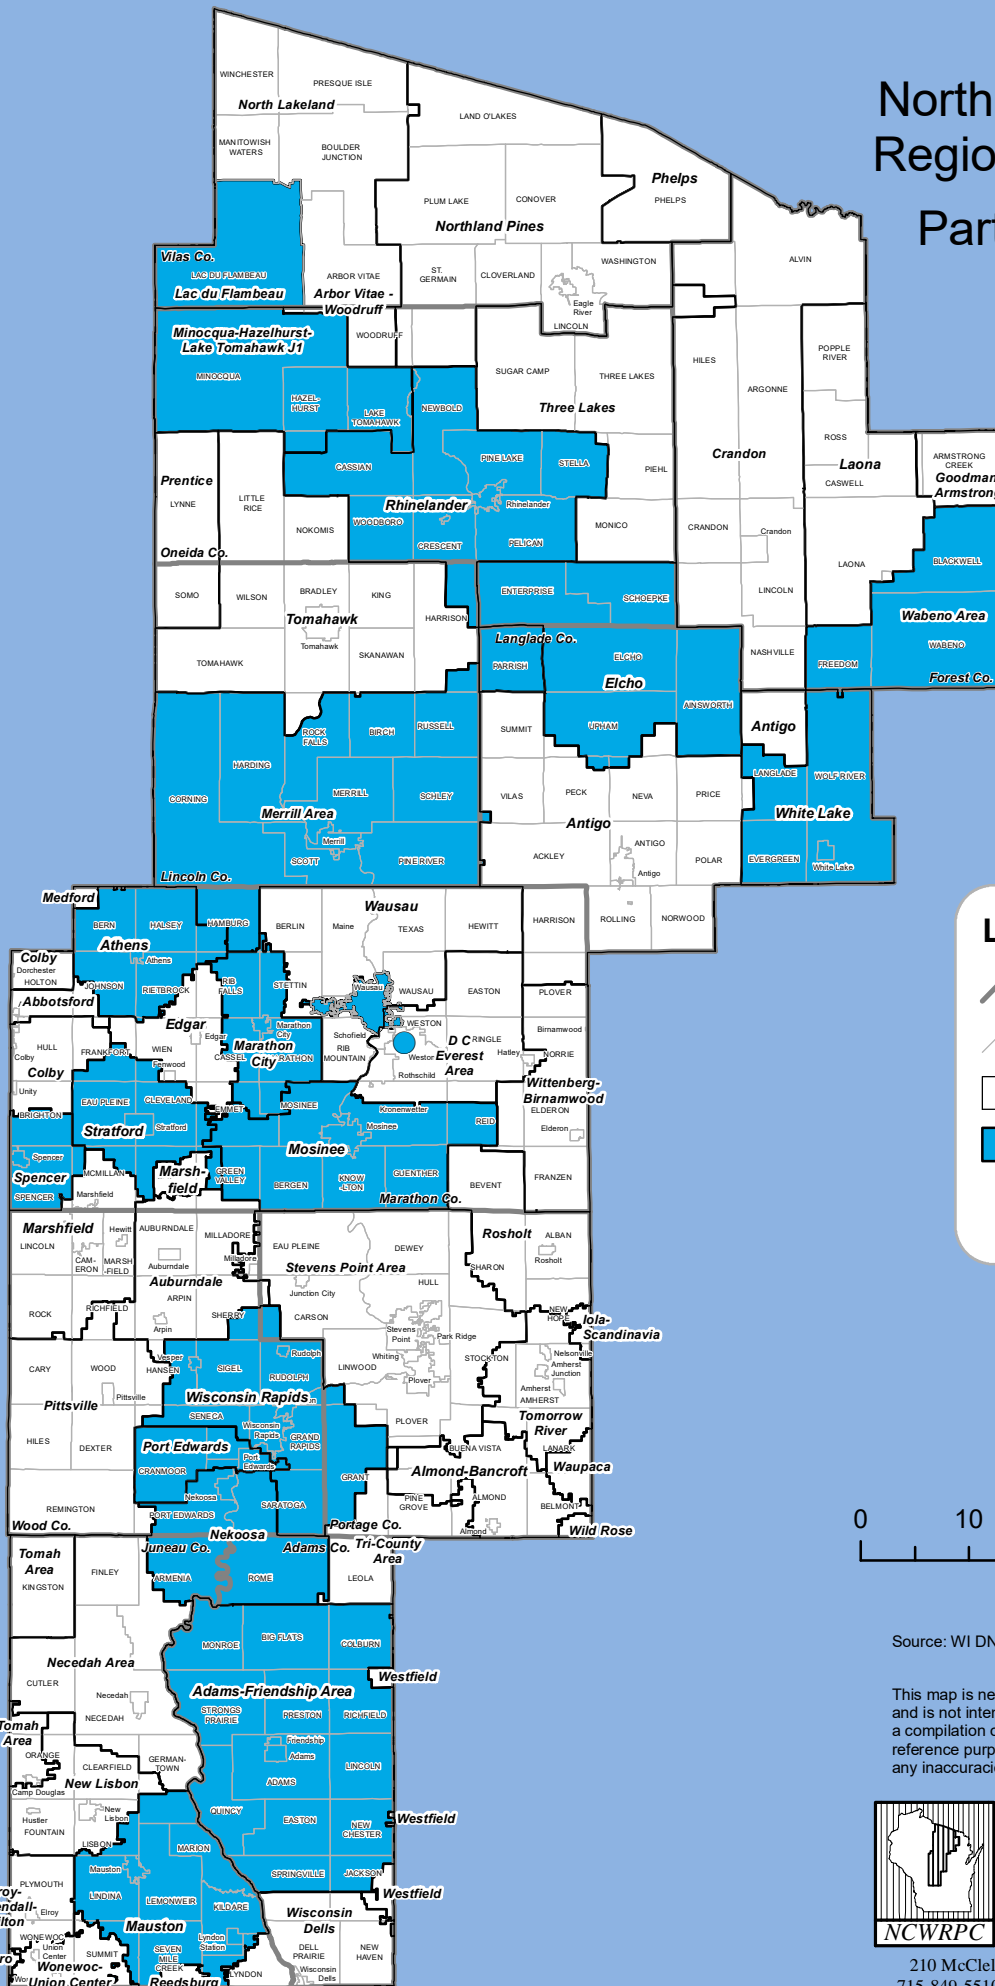 North
Regio
Part
WINCHESTER
PRESQUE ISLE
North Lakeland
LAND O'LAKES
MANITOWISH
WATERS
BOULDER
JUNCTION
Phelps
PHELPS
PLUM LAKE
CONOVER
Northland Pines
Vilas Co.
LAC DU FLAMBEAU
Lac du Flambeau
ARBOR VITAE
Arbor Vitae -
Woodruff
ST.
GERMAIN
CLOVERLAND
WASHINGTON
Eagle
River
LINCOLN
ALVIN
Minocqua-Hazelhurst-
Lake Tomahawk J1
WOODRUFF
MINOCQUA
HAZEL-
HURST
LAKE
TOMAHAWK
NEWBOLD
SUGAR CAMP
THREE LAKES
Three Lakes
HILES
ARGONNE
POPPLE
RIVER
Crandon
ROSS
Laona
CASWELL
ARMSTRONG
CREEK
Goodman
Armstrong
Prentice
LYNNE
LITTLE
RICE
CASSIAN
PINE LAKE
STELLA
PIEHL
Rhinelander
Rhinelander
NOKOMIS
WOODBORO
CRESCENT
PELICAN
MONICO
CRANDON
Crandon
Oneida Co.
LAONA
BLACKWELL
SOMO
WILSON
BRADLEY
KING
HARRISON
ENTERPRISE
SCHOEPKE
LINCOLN
Wabeno Area
WABENO
Tomahawk
Tomahawk
TOMAHAWK
SKANAWAN
Langlade Co.
PARRISH
ELCHO
Elcho
NASHVILLE
FREEDOM
Forest Co.
AINSWORTH
ROCK
FALLS
BIRCH
RUSSELL
SUMMIT
UPHAM
Antigo
HARDING
CORNING
MERRILL
SCHLEY
VILAS
PECK
NEVA
PRICE
LANGLADE
WOLF RIVER
Merrill Area
Merrill
Antigo
White Lake
SCOTT
PINE RIVER
ACKLEY
ANTIGO
Antigo
POLAR
EVERGREEN
White Lake
Lincoln Co.
Medford
Wausau
BERN
HALSEY
HAMBURG
BERLIN
Maine
TEXAS
HEWITT
HARRISON
ROLLING
NORWOOD
Athens
Athens
Colby
Dorchester
HOLTON
JOHNSON
RIETBROCK
RIB
FALLS
STETTIN
Wausau
WAUSAU
EASTON
PLOVER
Abbotsford
Edgar
Edgar
Marathon
City
Marathon
City
MARATHON
Schofield
RIB
MOUNTAIN
WESTON
Weston
Rothschild
D C
Everest
Area
RINGLE
Hatley
Birnamwood
NORRIE
HULL
Colby
Colby
FRANKFORT
WIEN
Fenwood
CASSEL
Unity
BRIGHTON
EAU PLEINE
CLEVELAND
EMMET
MOSINEE
Kronenwetter
Mosinee
REID
Wittenberg-
Birnamwood
ELDERON
Elderon
Stratford
Stratford
Mosinee
Spencer
Spencer
SPENCER
MCMILLAN
Marshfield
Marsh-
field
GREEN
VALLEY
BERGEN
KNOW
-LTON
GUENTHER
Marathon Co.
BEVENT
FRANZEN
Marshfield
LINCOLN
Hewitt
CAM-
ERON
MARSH
-FIELD
AUBURNDALE
Auburndale
Auburndale
MILLADORE
Milladore
EAU PLEINE
DEWEY
Stevens Point Area
Rosholt
ALBAN
Rosholt
SHARON
HULL
Junction City
ROCK
RICHFIELD
ARPIN
Arpin
SHERRY
CARSON
Stevens
Point
Park Ridge
NEW
HOPE
Iola-
Scandinavia
CARY
WOOD
Vesper
HANSEN
SIGEL
Rudolph
RUDOLPH
LINWOOD
Whiting
Plover
STOCKTON
Nelsonville
Amherst
Junction
Amherst
AMHERST
Pittsville
Pittsville
Wisconsin Rapids
SENECA
Wisconsin
Rapids
GRAND
RAPIDS
PLOVER
Tomorrow
River
HILES
DEXTER
Port Edwards
Port
Edwards
CRANMOOR
BUENA VISTA
LANARK
Waupaca
Almond-Bancroft
GRANT
PINE
GROVE
ALMOND
Almond
BELMONT
Wild Rose
REMINGTON
Wood Co.
Nekoosa
PORT EDWARDS
SARATOGA
Nekoosa
Portage Co.
Tomah
Area
KINGSTON
FINLEY
Juneau Co.
ARMENIA
Adams Co.
ROME
Tri-County
Area
LEOLA
MONROE
BIG FLATS
COLBURN
Necedah Area
CUTLER
Necedah
NECEDAH
Westfield
Adams-Friendship Area
STRONGS
PRAIRIE
PRESTON
RICHFIELD
Tomah
Area
ORANGE
Camp Douglas
CLEARFIELD
GERMAN-
TOWN
New Lisbon
Friendship
Adams
ADAMS
LINCOLN
Hustler
FOUNTAIN
New
Lisbon
LISBON
QUINCY
EASTON
NEW
CHESTER
Westfield
MARION
PLYMOUTH
Mauston
LINDINA
LEMONWEIR
KILDARE
SPRINGVILLE
JACKSON
Westfield
Elroy
Mauston
Wisconsin
Dells
WONEWOC
Union
Center
SUMMIT
SEVEN
MILE
CREEK
Lyndon
Station
LYNDON
DELL
PRAIRIE
NEW
HAVEN
Wonewoc-
Union Center
Reedsburg
Wisconsin
Dells
L
0 10
Source: WI DN
This map is ne
and is not inter
a compilation o
reference purp
any inaccuraci
NCWRPC
210 McClel
715-849-5510